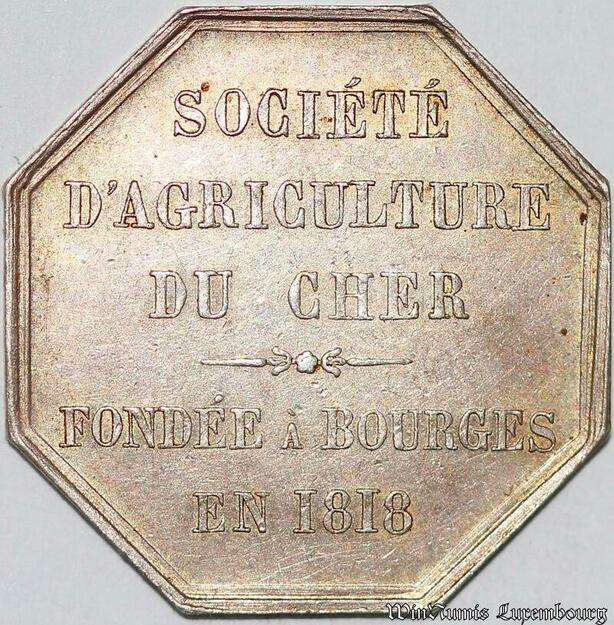 SOCIÉTÉ
D'AGRICULTURE
DU CHER
FONDÉE À BOURGES
EN 1818
WinNumis Luxembourg